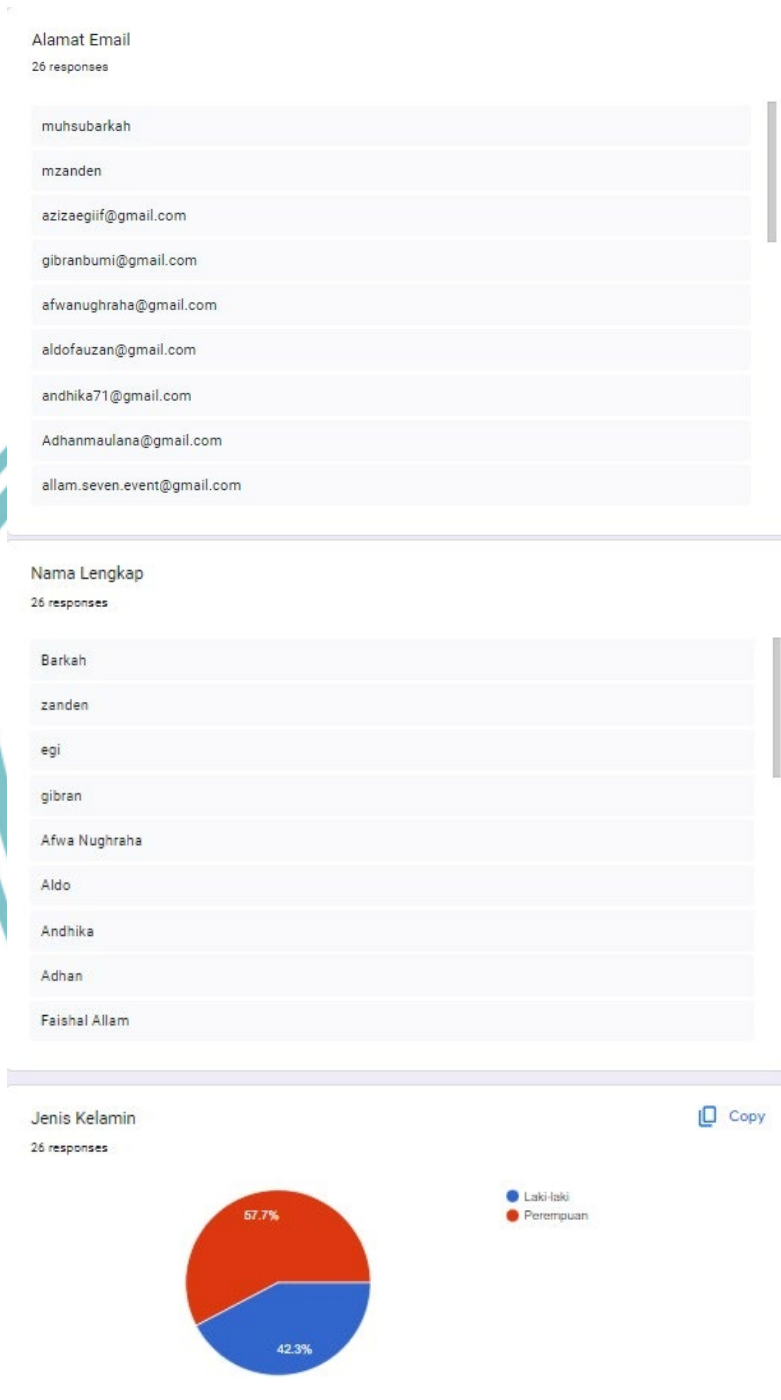 Alamat Email
26 responses
muhsubarkah
mzanden
azizaegiif@gmail.com
gibranbumi@gmail.com
afwanughraha@gmail.com
aldofauzan@gmail.com
andhika71@gmail.com
Adhanmaulana@gmail.com
allam.seven.event@gmail.com
Nama Lengkap
26 responses
Barkah
zanden
egi
gibran
Afwa Nughraha
Aldo
Andhika
Adhan
Faishal Allam
Jenis Kelamin
Copy
26 responses
57.7%
42.3%
Laki-laki
Perempuan